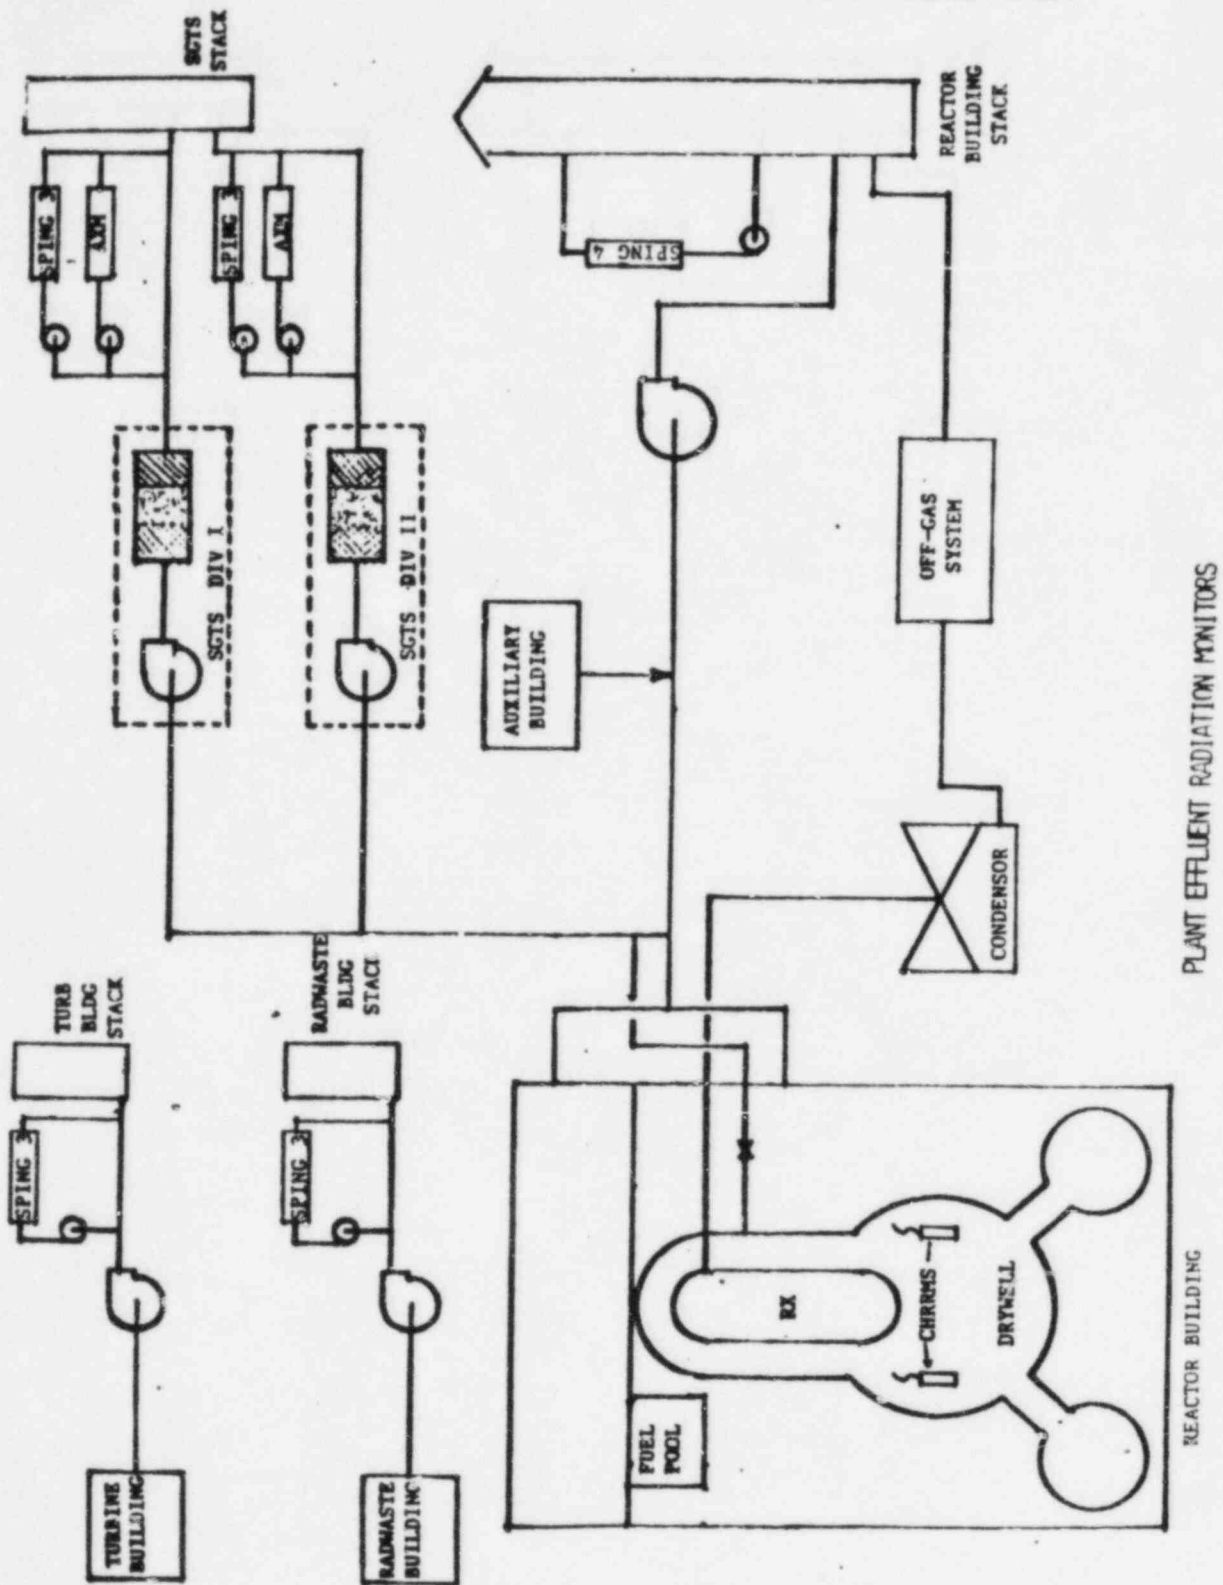 TURBINE
BUILDING
SPING 3
TURB
BLDG
STACK
RADWASTE
BUILDING
SPING 3
RADWASTE
BLDG
STACK
SGTS DIV I
SPING 3
AXM
SGTS
STACK
SGTS DIV II
SPING 3
AXM
AUXILIARY
BUILDING
SPING 4
REACTOR
BUILDING
STACK
OFF-GAS
SYSTEM
CONDENSOR
FUEL
POOL
RX
CHRRMS
DRYWELL
REACTOR BUILDING
PLANT EFFLUENT RADIATION MONITORS